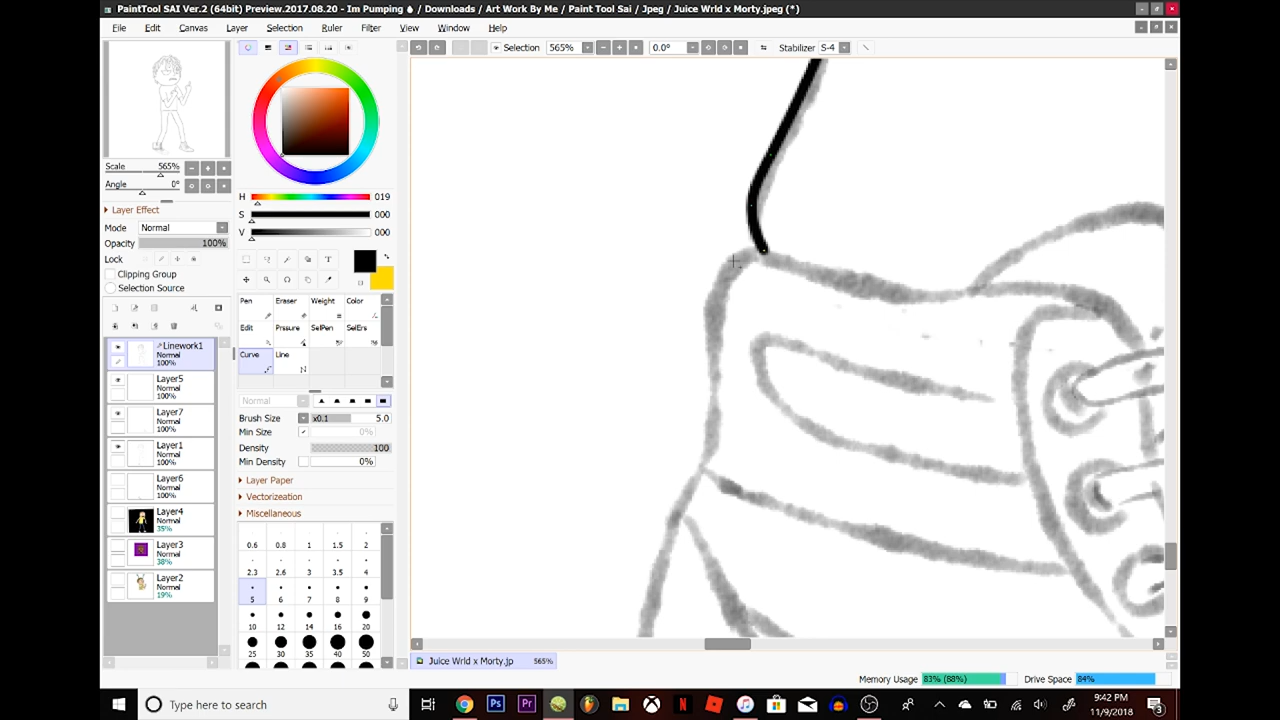 PaintTool SAI Ver.2 (64bit) Preview.2017.08.20 - Im Pumping / Downloads / Art Work By Me / Paint Tool Sai / Jpeg / Juice Wrld x Morty.jpeg (*)
File Edit Canvas Layer Selection Ruler Filter View Window Help
Selection 565% 0.0° Stabilizer S-4
Scale 565%
Angle 0°
Layer Effect
Mode Normal
Opacity 100%
Lock
Clipping Group
Selection Source
Linework1
Normal
100%
Layer5
Normal
100%
Layer7
Normal
100%
Layer1
Normal
100%
Layer6
Normal
100%
Layer4
Normal
35%
Layer3
Normal
38%
Layer2
Normal
19%
H 019
S 000
V 000
T
Pen Eraser Weight Color
Edit Prssure SelPen SelErs
Curve Line
Normal
Brush Size x0.1 5.0
Min Size 0%
Density 100
Min Density 0%
Layer Paper
Vectorization
Miscellaneous
0.6 0.8 1 1.5 2
2.3 2.6 3 3.5 4
5 6 7 8 9
10 12 14 16 20
25 30 35 40 50
Juice Wrld x Morty.jp 565%
Memory Usage 83% (88%) Drive Space 84%
Type here to search
Ps Pr
9:42 PM
11/9/2018
3